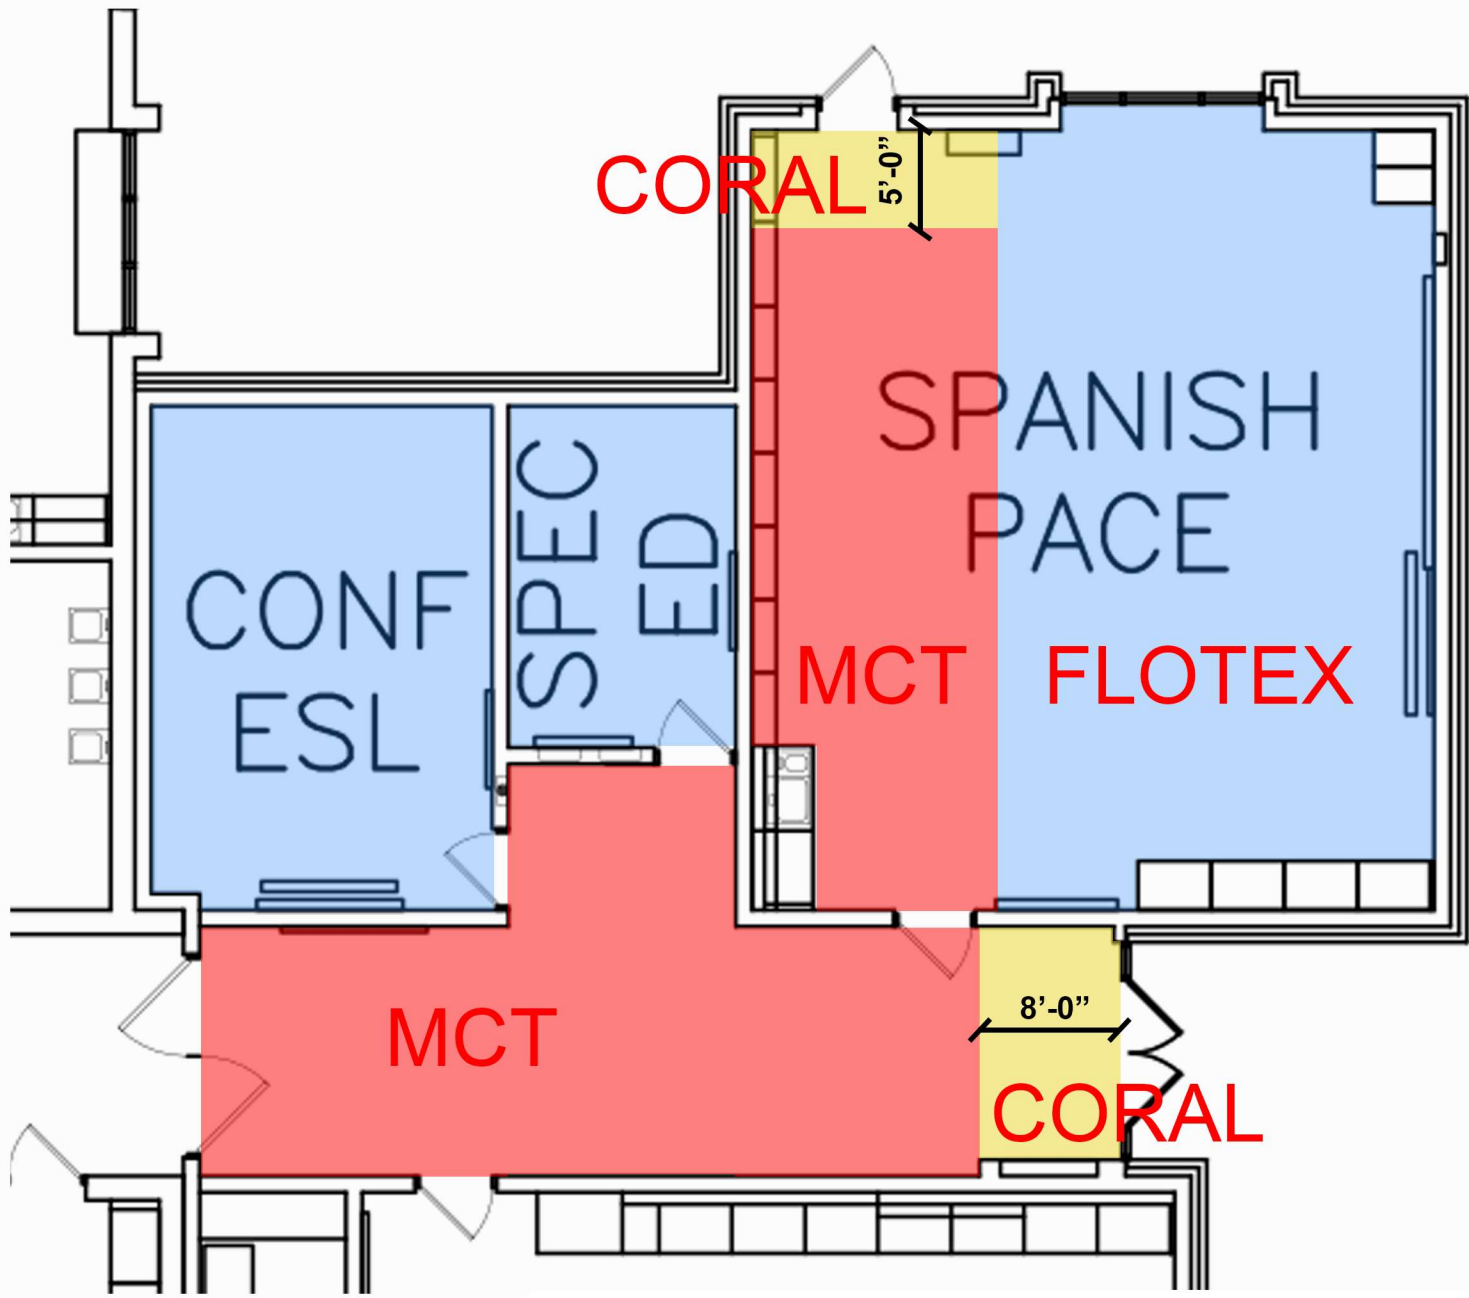 CORAL
5’-0”
SPANISH
PACE
SPEC
ED
CONF
ESL
MCT
FLOTEX
MCT
8’-0”
CORAL